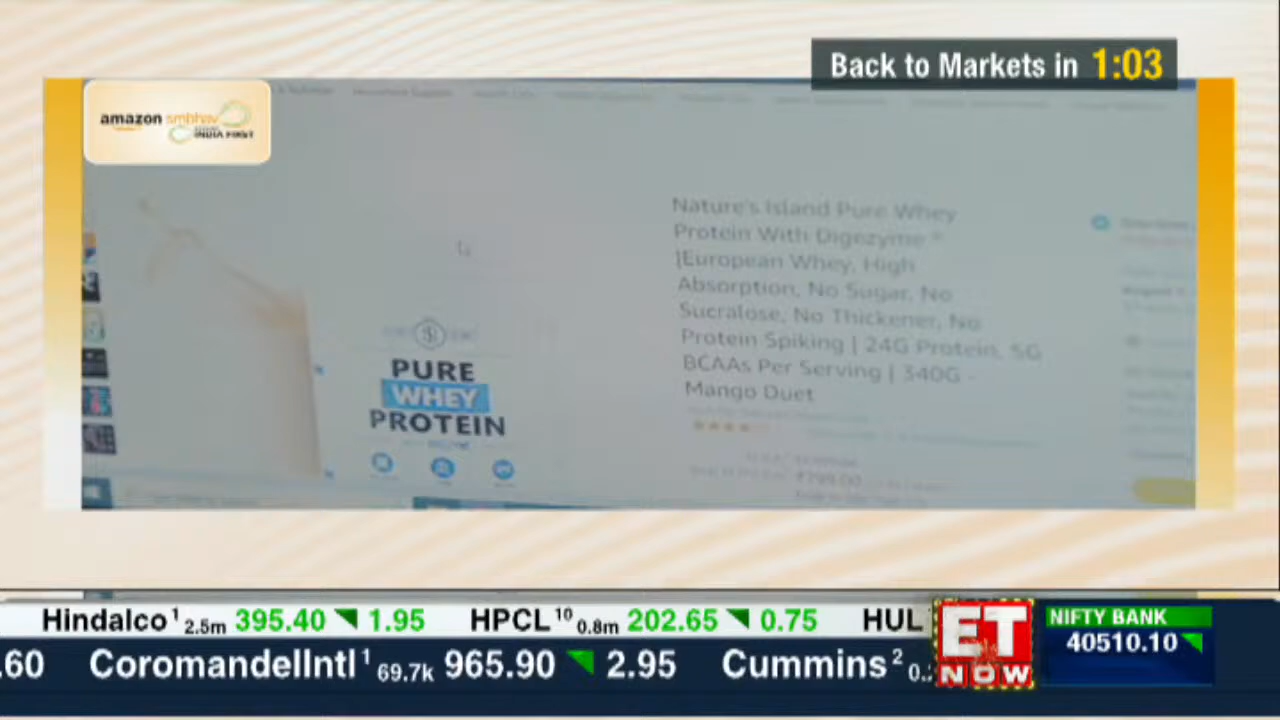 Back to Markets in 1:03
amazon smbhav
INDIA FIRST
Nature's Island Pure Whey
Protein With Digezyme ®
|European Whey, High
Absorption, No Sugar, No
Sucralose, No Thickener, No
Protein Spiking | 24G Protein, 5G
BCAAs Per Serving | 340G -
Mango Duet
PURE
WHEY
PROTEIN
Hindalco 1 2.5m 395.40 1.95 HPCL 10 0.8m 202.65 0.75 HUL
.60 CoromandelIntl 1 69.7k 965.90 2.95 Cummins 2 0.
ET
NOW
NIFTY BANK
40510.10